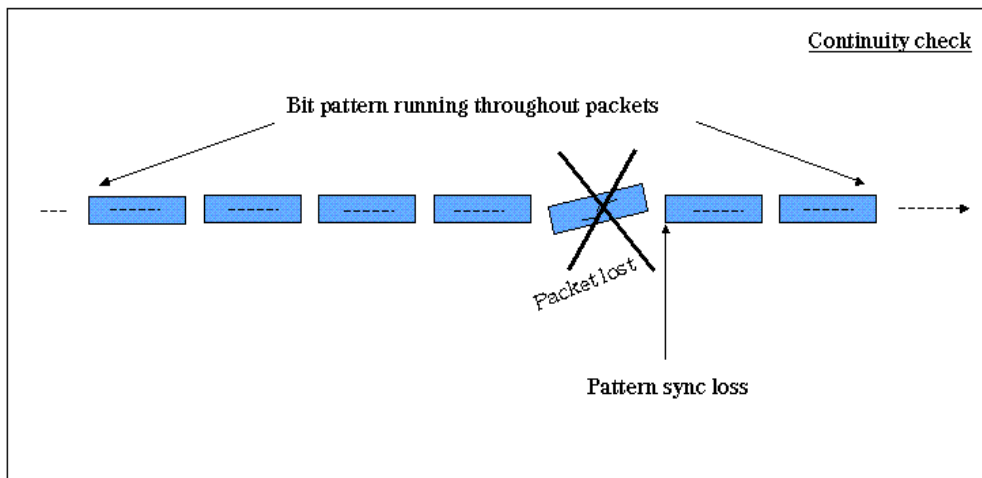 Continuity check
Bit pattern running throughout packets
Packet lost
Pattern sync loss